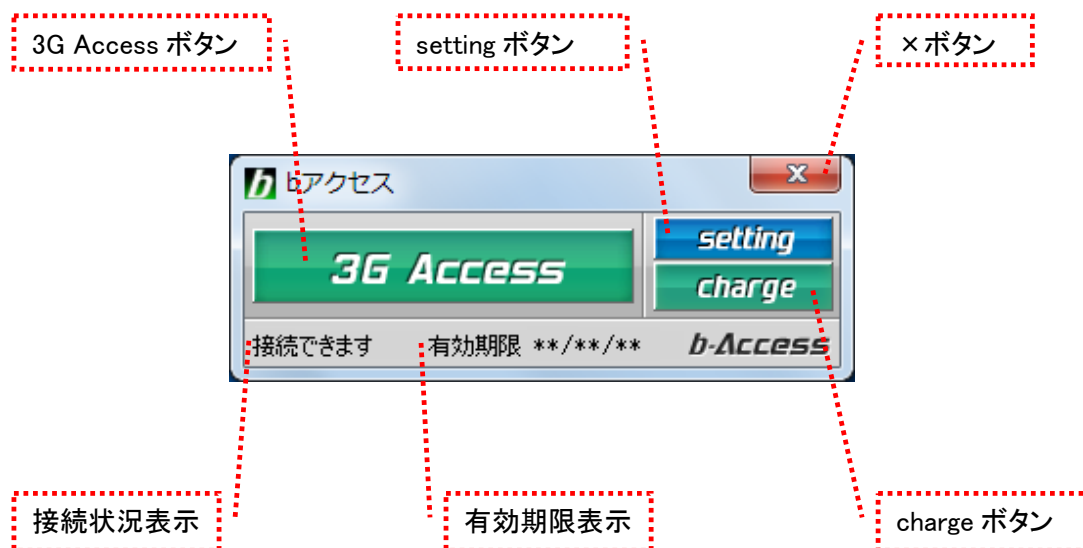 3G Access ボタン
setting ボタン
×ボタン
b bアクセス
x
3G Access
setting
charge
接続できます 有効期限 **/**/** b-Access
接続状況表示
有効期限表示
charge ボタン